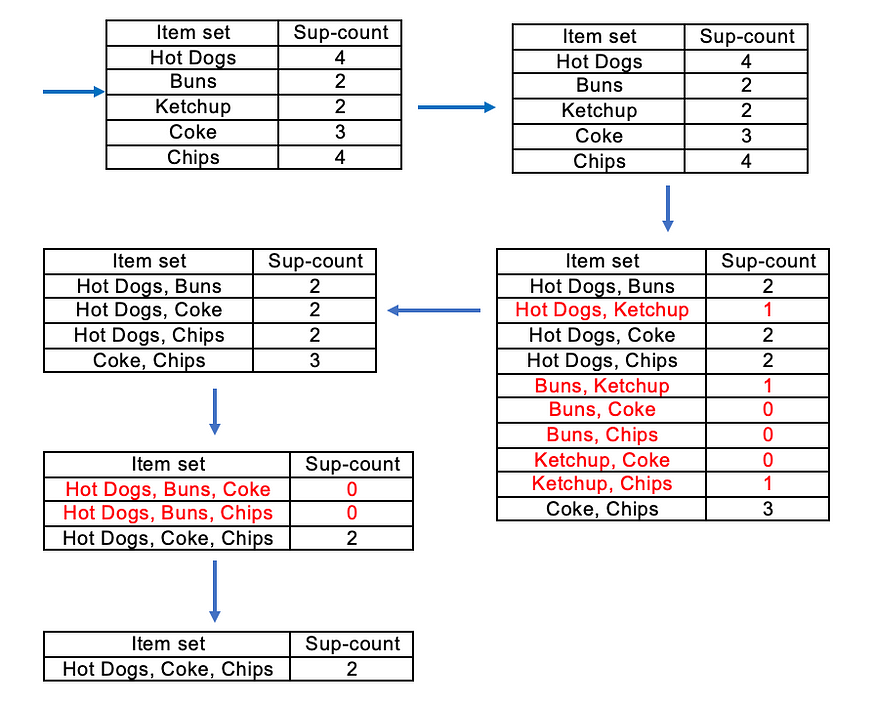 Item set Sup-count
Hot Dogs 4
Buns 2
Ketchup 2
Coke 3
Chips 4
Item set Sup-count
Hot Dogs 4
Buns 2
Ketchup 2
Coke 3
Chips 4
Item set Sup-count
Hot Dogs, Buns 2
Hot Dogs, Ketchup 1
Hot Dogs, Coke 2
Hot Dogs, Chips 2
Buns, Ketchup 1
Buns, Coke 0
Buns, Chips 0
Ketchup, Coke 0
Ketchup, Chips 1
Coke, Chips 3
Item set Sup-count
Hot Dogs, Buns 2
Hot Dogs, Coke 2
Hot Dogs, Chips 2
Coke, Chips 3
Item set Sup-count
Hot Dogs, Buns, Coke 0
Hot Dogs, Buns, Chips 0
Hot Dogs, Coke, Chips 2
Item set Sup-count
Hot Dogs, Coke, Chips 2